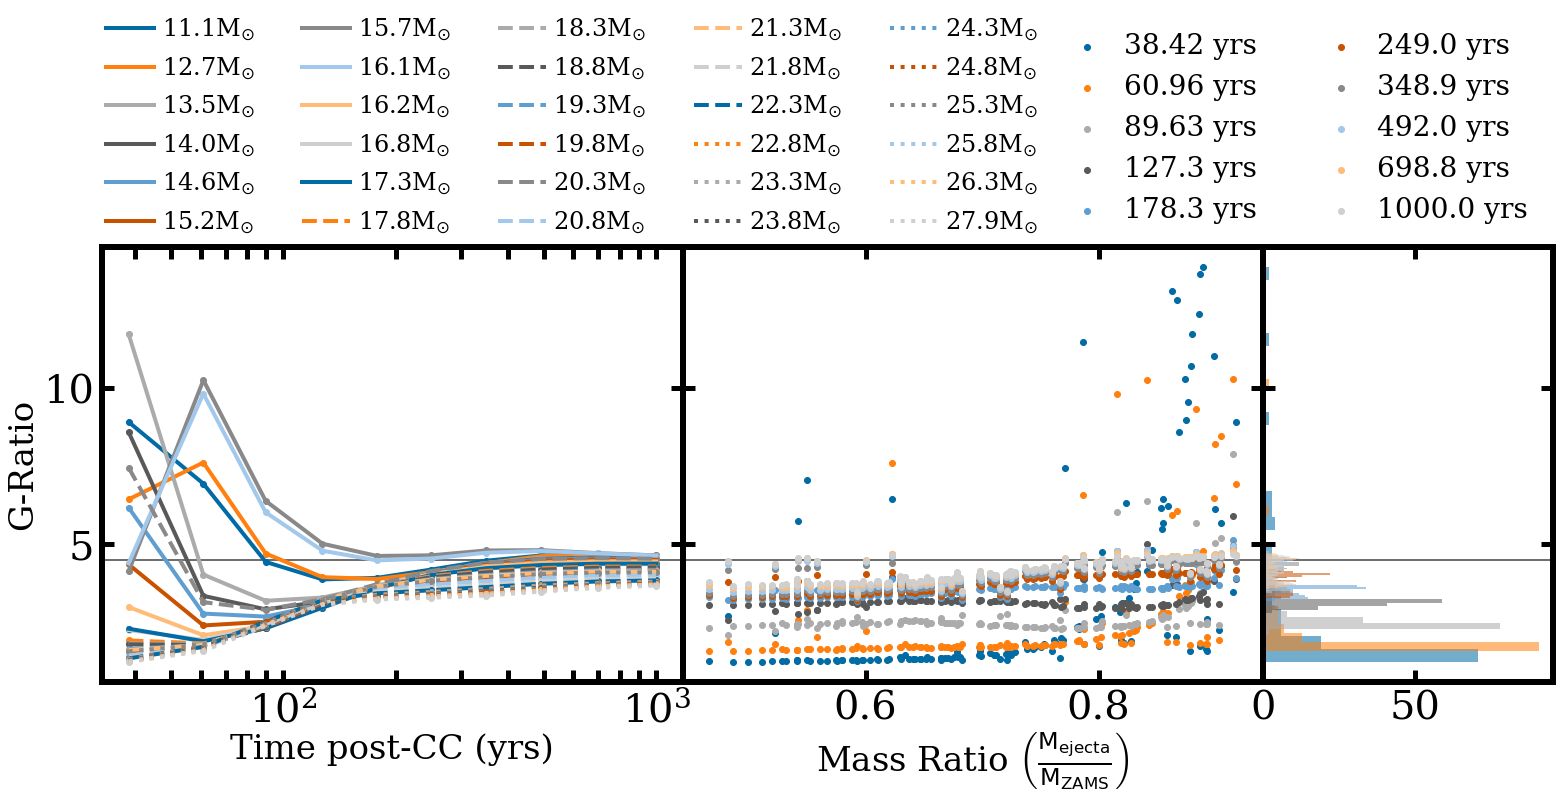 11.1M⊙ 15.7M⊙ 18.3M⊙ 21.3M⊙ 24.3M⊙
12.7M⊙ 16.1M⊙ 18.8M⊙ 21.8M⊙ 24.8M⊙
13.5M⊙ 16.2M⊙ 19.3M⊙ 22.3M⊙ 25.3M⊙
14.0M⊙ 16.8M⊙ 19.8M⊙ 22.8M⊙ 25.8M⊙
14.6M⊙ 17.3M⊙ 20.3M⊙ 23.3M⊙ 26.3M⊙
15.2M⊙ 17.8M⊙ 20.8M⊙ 23.8M⊙ 27.9M⊙
38.42 yrs 249.0 yrs
60.96 yrs 348.9 yrs
89.63 yrs 492.0 yrs
127.3 yrs 698.8 yrs
178.3 yrs 1000.0 yrs
G-Ratio
10
5
10² 10³
0.6 0.8
0 50
Time post-CC (yrs)
Mass Ratio (M_ejecta / M_ZAMS)